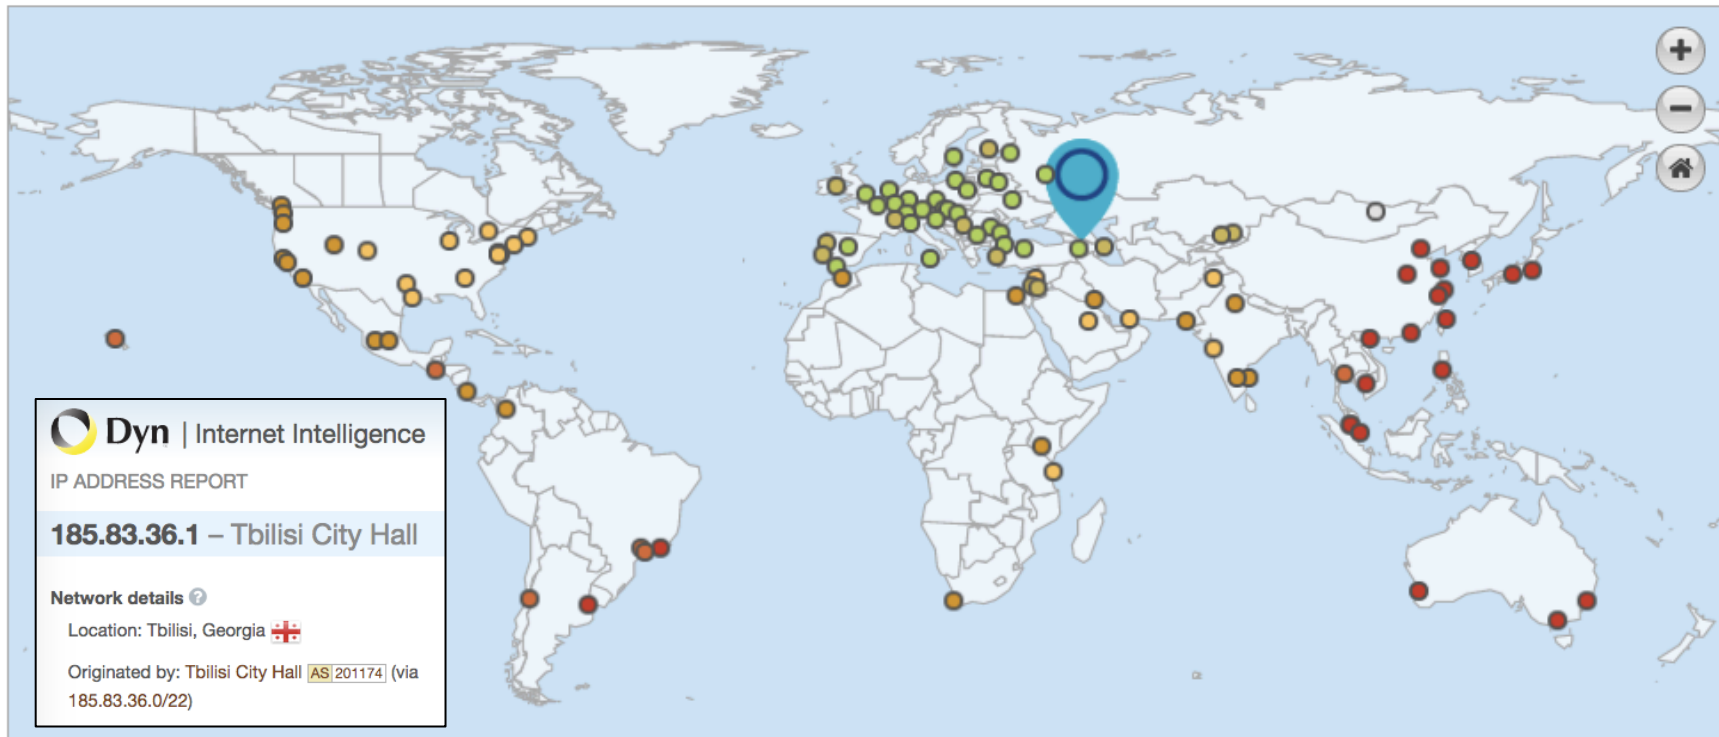 Dyn | Internet Intelligence
IP ADDRESS REPORT
185.83.36.1 – Tbilisi City Hall
Network details ?
Location: Tbilisi, Georgia
Originated by: Tbilisi City Hall AS 201174 (via
185.83.36.0/22)